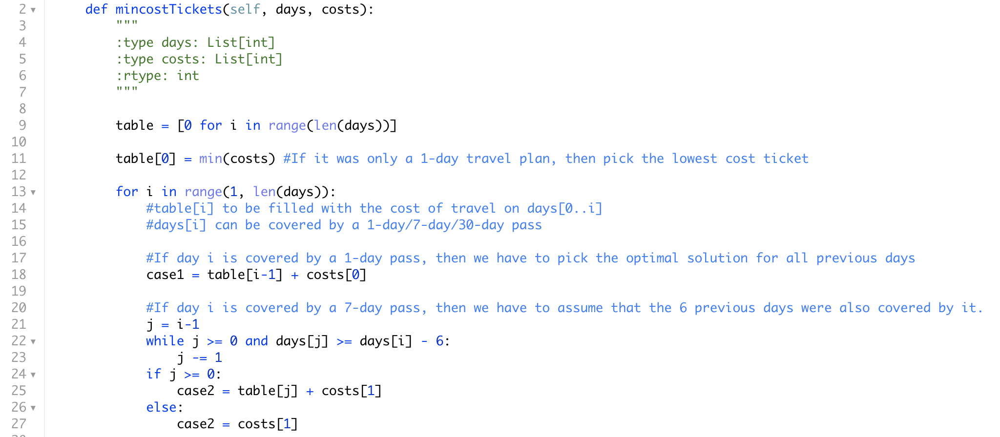 2 def mincostTickets(self, days, costs):
3 """
4 :type days: List[int]
5 :type costs: List[int]
6 :rtype: int
7 """
8
9 table = [0 for i in range(len(days))]
10
11 table[0] = min(costs) #If it was only a 1-day travel plan, then pick the lowest cost ticket
12
13 for i in range(1, len(days)):
14 #table[i] to be filled with the cost of travel on days[0..i]
15 #days[i] can be covered by a 1-day/7-day/30-day pass
16
17 #If day i is covered by a 1-day pass, then we have to pick the optimal solution for all previous days
18 case1 = table[i-1] + costs[0]
19
20 #If day i is covered by a 7-day pass, then we have to assume that the 6 previous days were also covered by it.
21 j = i-1
22 while j >= 0 and days[j] >= days[i] - 6:
23 j -= 1
24 if j >= 0:
25 case2 = table[j] + costs[1]
26 else:
27 case2 = costs[1]